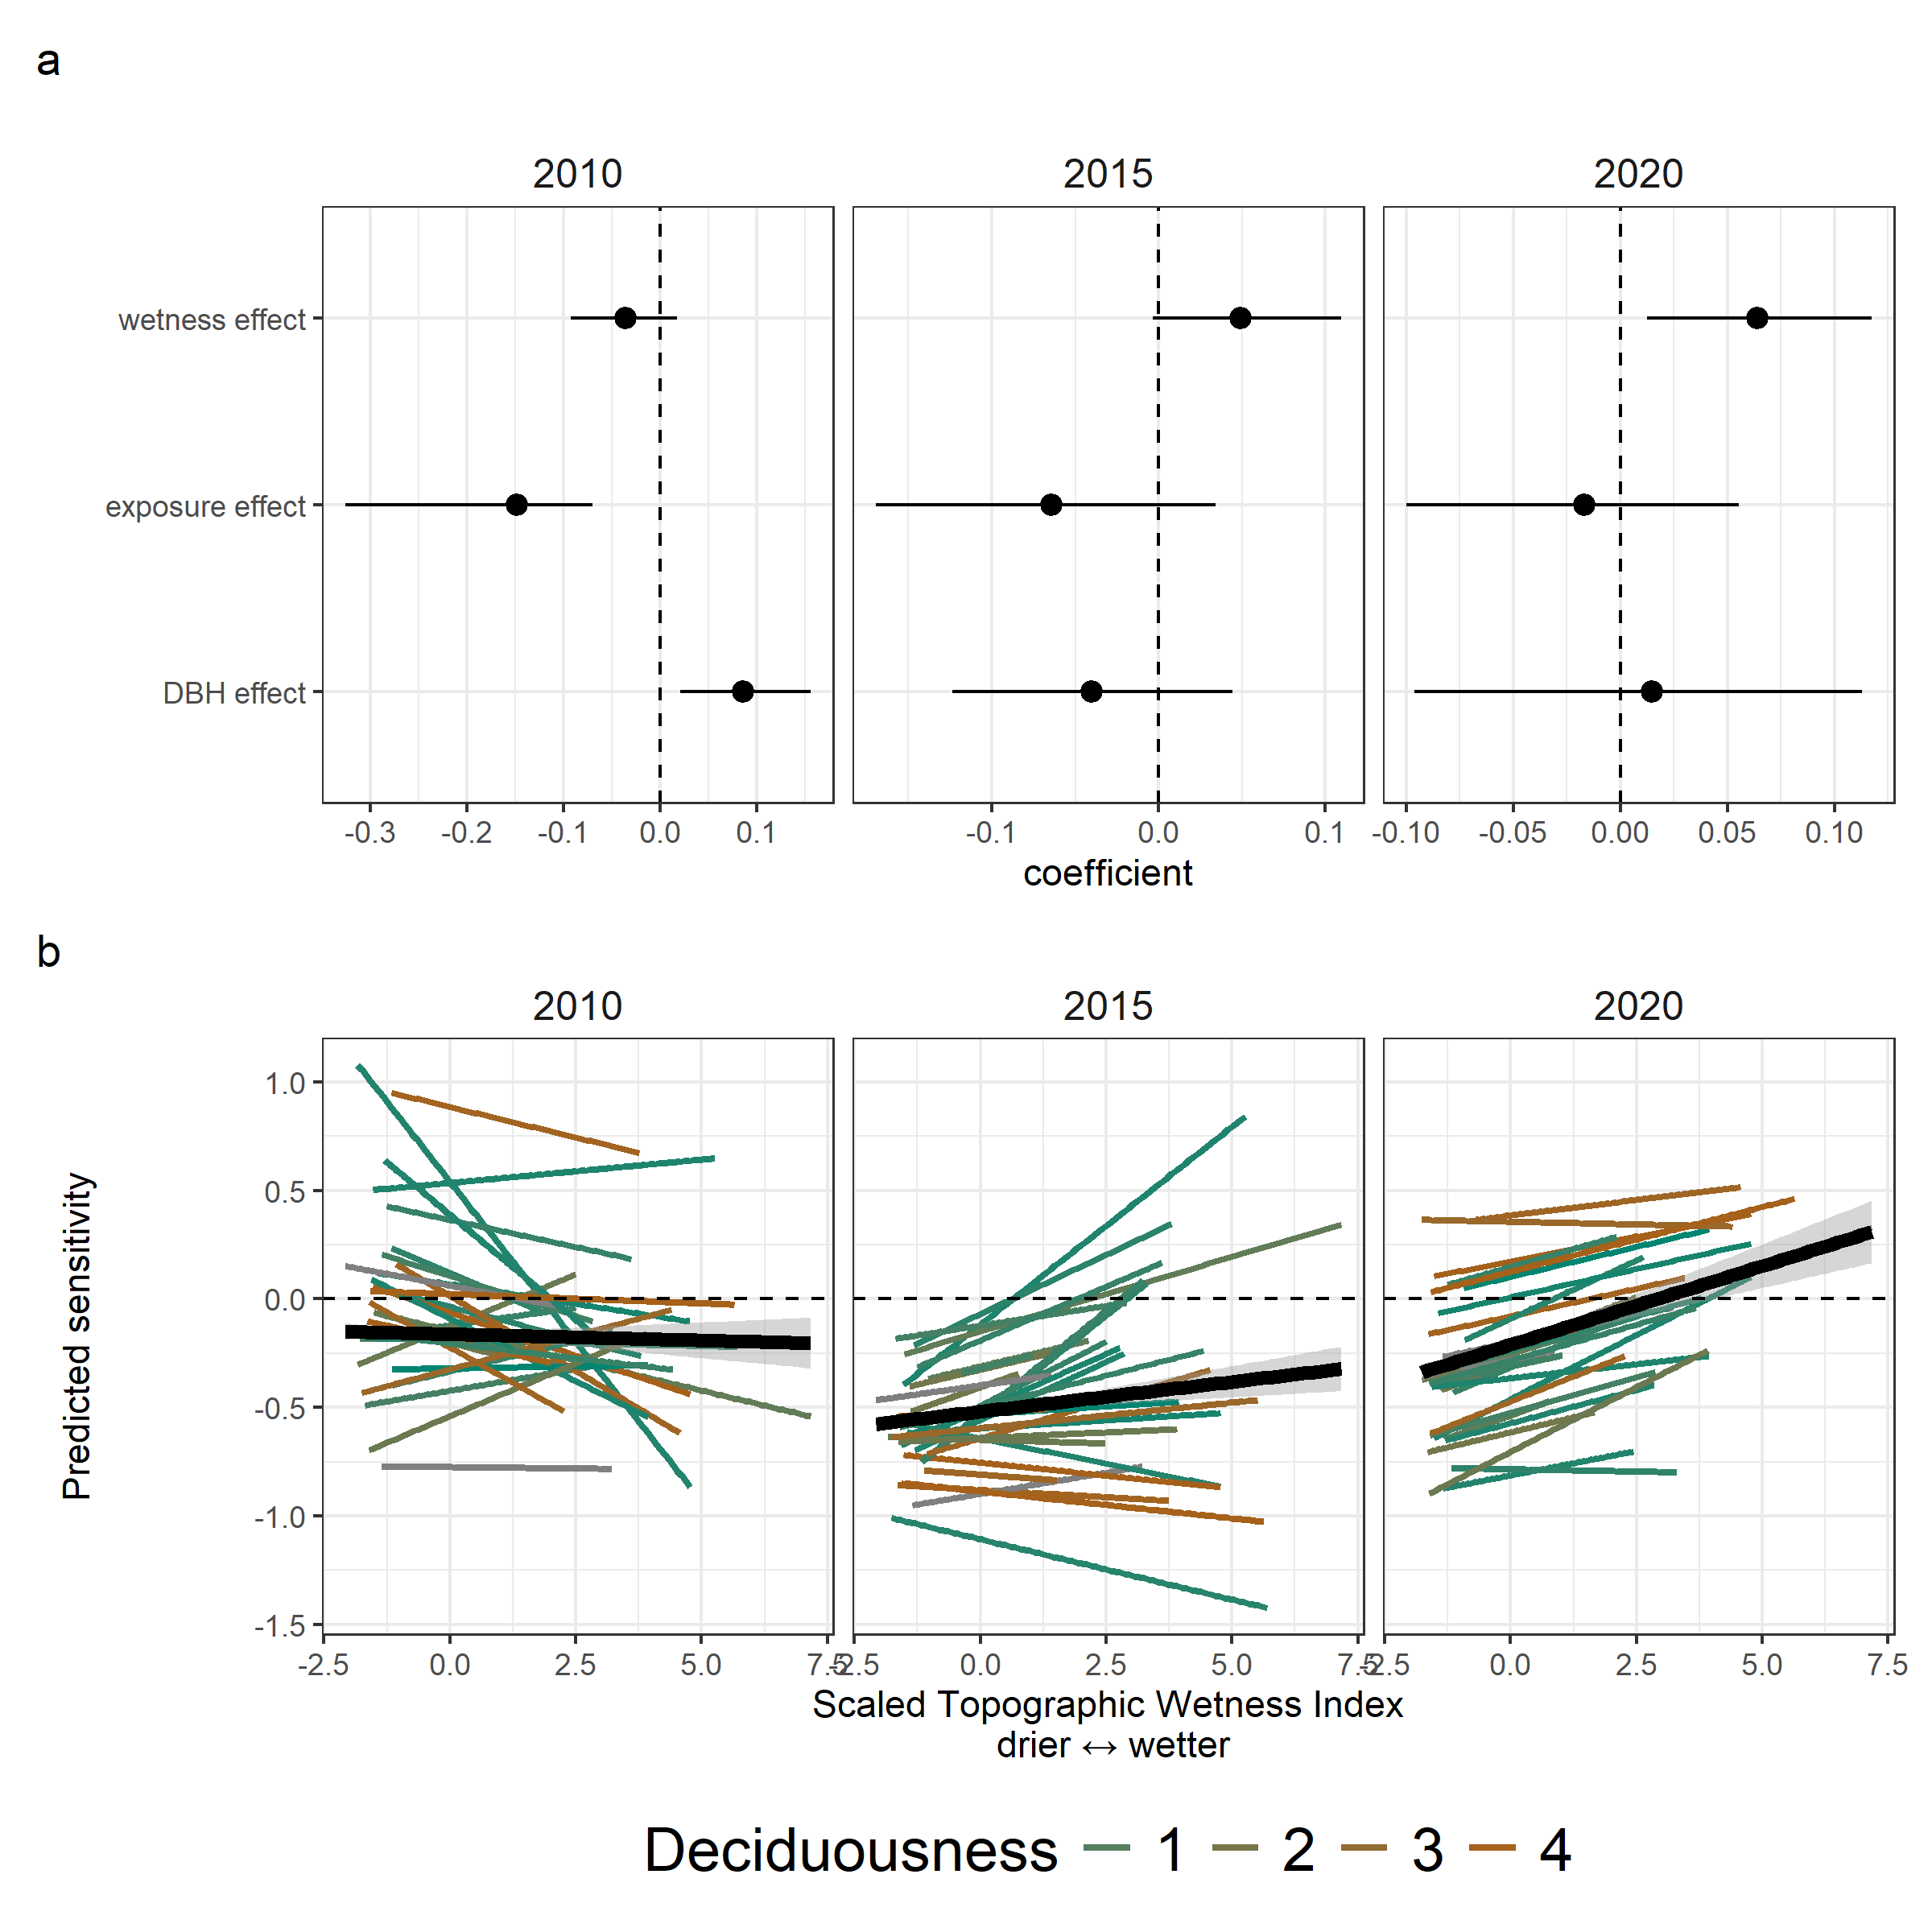 a
2010 2015 2020
wetness effect
exposure effect
DBH effect
-0.3 -0.2 -0.1 0.0 0.1 -0.1 0.0 0.1 -0.10 -0.05 0.00 0.05 0.10
coefficient
b
2010 2015 2020
Predicted sensitivity
1.0
0.5
0.0
-0.5
-1.0
-1.5
-2.5 0.0 2.5 5.0 7.5 -2.5 0.0 2.5 5.0 7.5 -2.5 0.0 2.5 5.0 7.5
Scaled Topographic Wetness Index
drier ↔ wetter
Deciduousness 1 2 3 4